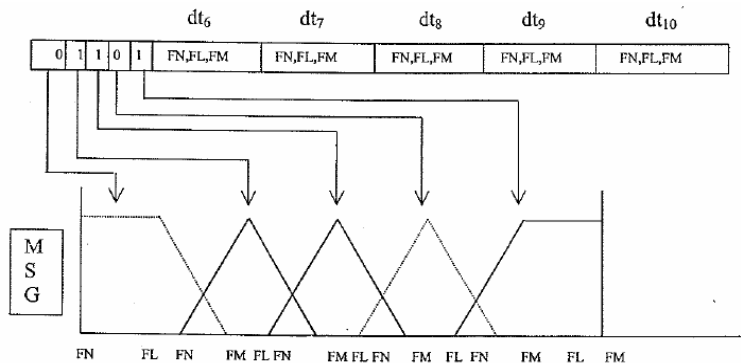 dt₆ dt₇ dt₈ dt₉ dt₁₀
0 1 1 0 1 FN,FL,FM FN,FL,FM FN,FL,FM FN,FL,FM FN,FL,FM
M
S
G
FN FL FN FM FL FN FM FL FN FM FL FN FM FL FM